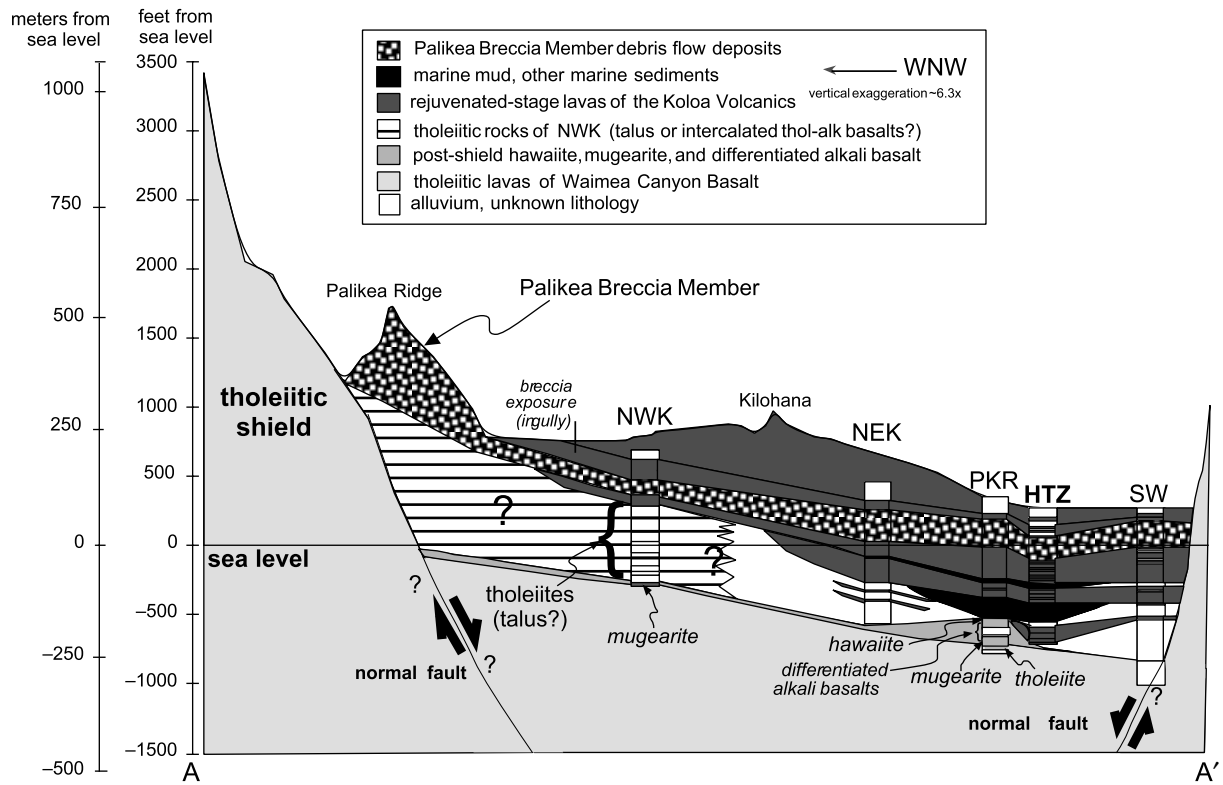 meters from
sea level
feet from
sea level
3500
3000
2500
2000
1500
1000
500
0
–500
–1000
–1500
1000
750
500
250
0
–250
–500
Palikea Breccia Member debris flow deposits
marine mud, other marine sediments
rejuvenated-stage lavas of the Koloa Volcanics
tholeiitic rocks of NWK (talus or intercalated thol-alk basalts?)
post-shield hawaiite, mugearite, and differentiated alkali basalt
tholeiitic lavas of Waimea Canyon Basalt
alluvium, unknown lithology
WNW
vertical exaggeration ~6.3x
Palikea Ridge
Palikea Breccia Member
tholeiitic
shield
breccia
exposure
(in gully)
NWK
Kilohana
NEK
PKR
HTZ
SW
?
?
sea level
tholeiites
(talus?)
mugearite
?
?
normal fault
hawaiite
differentiated
alkali basalts
mugearite
tholeiite
?
normal fault
A
A′